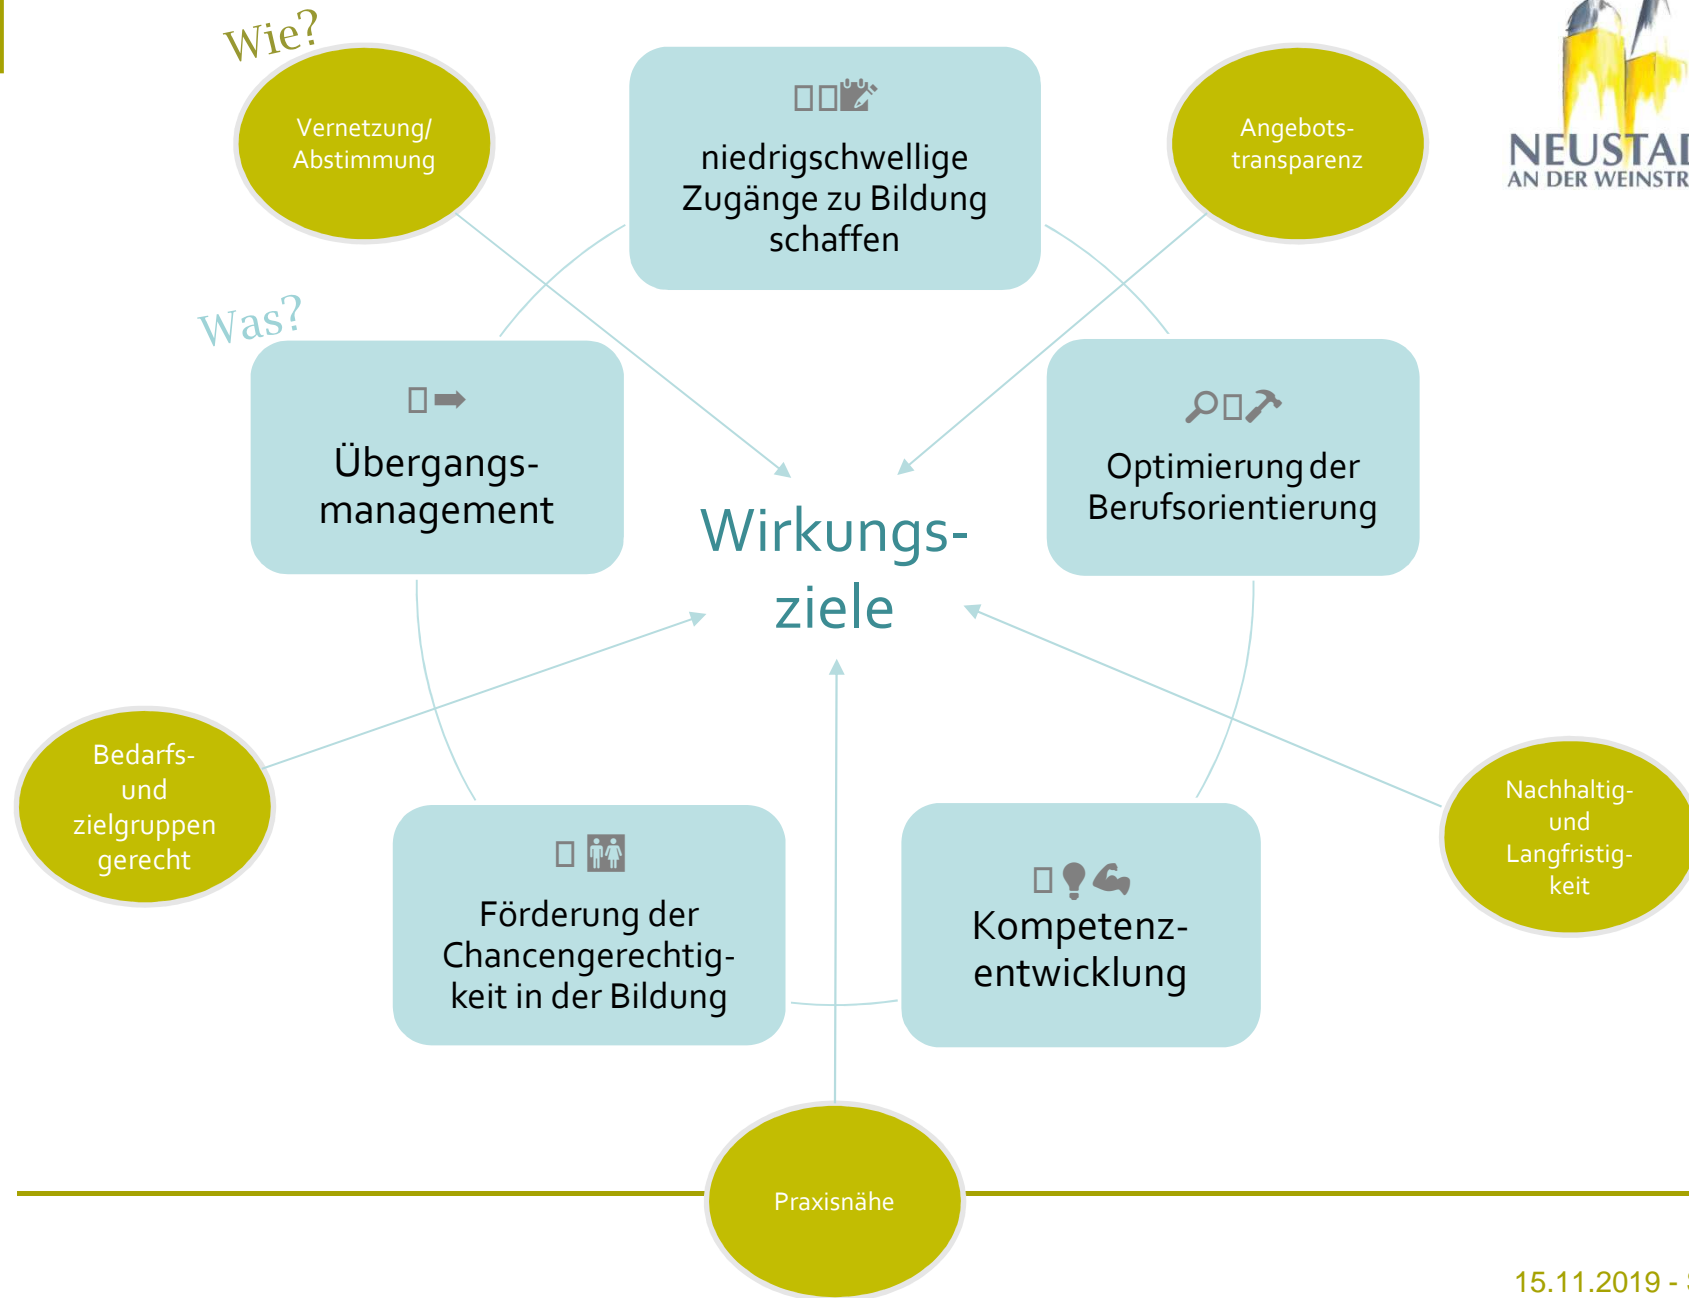 Wie?
Vernetzung/
Abstimmung
niedrigschwellige
Zugänge zu Bildung
schaffen
Angebots-
transparenz
NEUSTAD
AN DER WEINSTR
Was?
Übergangs-
management
Optimierung der
Berufsorientierung
Wirkungs-
ziele
Bedarfs-
und
zielgruppen
gerecht
Nachhaltig-
und
Langfristig-
keit
Förderung der
Chancengerechtig-
keit in der Bildung
Kompetenz-
entwicklung
Praxisnähe
15.11.2019 -